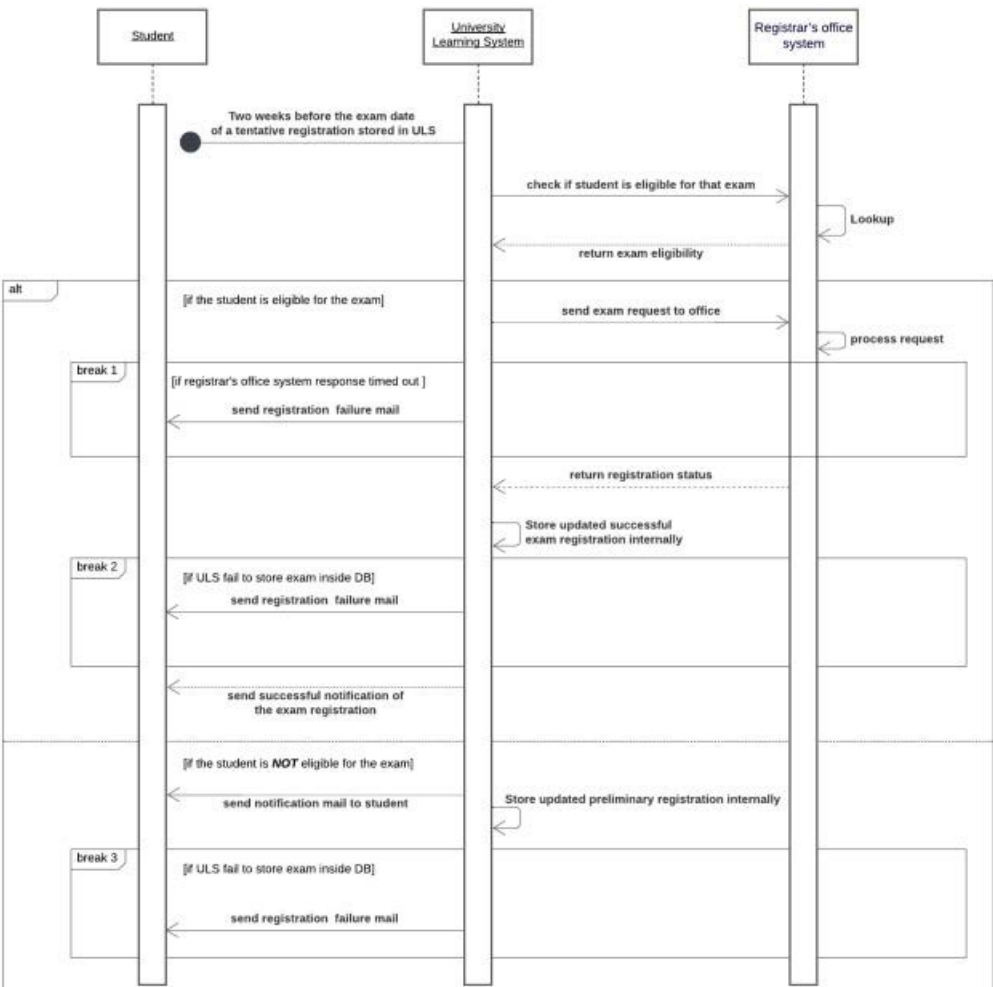 Student
University
Learning System
Registrar's office
system
Two weeks before the exam date
of a tentative registration stored in ULS
check if student is eligible for that exam
Lookup
return exam eligibility
alt
[if the student is eligible for the exam]
send exam request to office
process request
break 1
[if registrar's office system response timed out ]
send registration failure mail
return registration status
Store updated successful
exam registration internally
break 2
[if ULS fail to store exam inside DB]
send registration failure mail
send successful notification of
the exam registration
[if the student is NOT eligible for the exam]
send notification mail to student
Store updated preliminary registration internally
break 3
[if ULS fail to store exam inside DB]
send registration failure mail